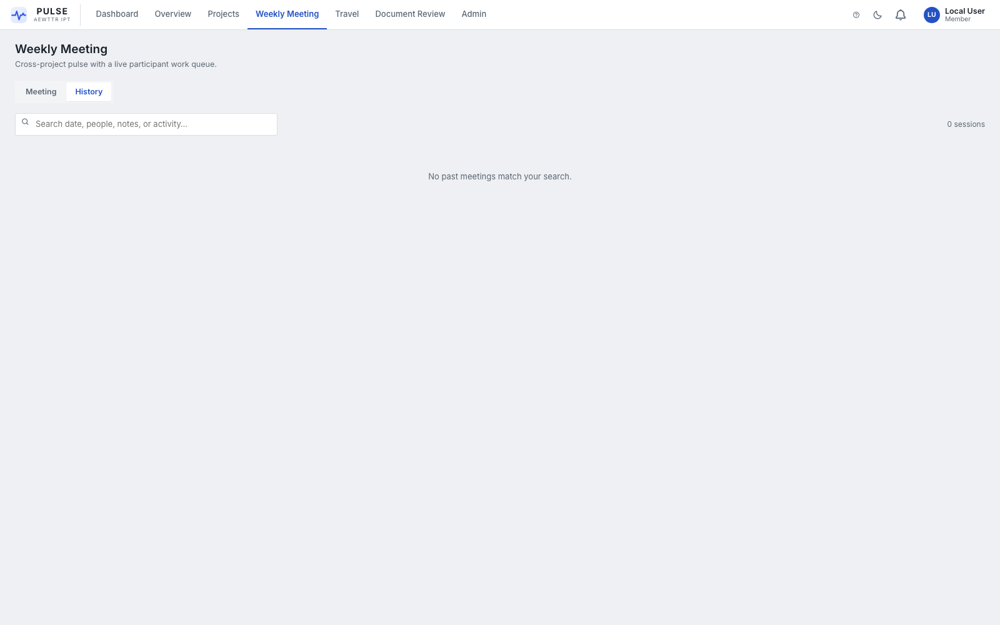 PULSE
AEWTTR IPT
Dashboard
Overview
Projects
Weekly Meeting
Travel
Document Review
Admin
LU
Local User
Member
Weekly Meeting
Cross-project pulse with a live participant work queue.
Meeting
History
Search date, people, notes, or activity...
0 sessions
No past meetings match your search.